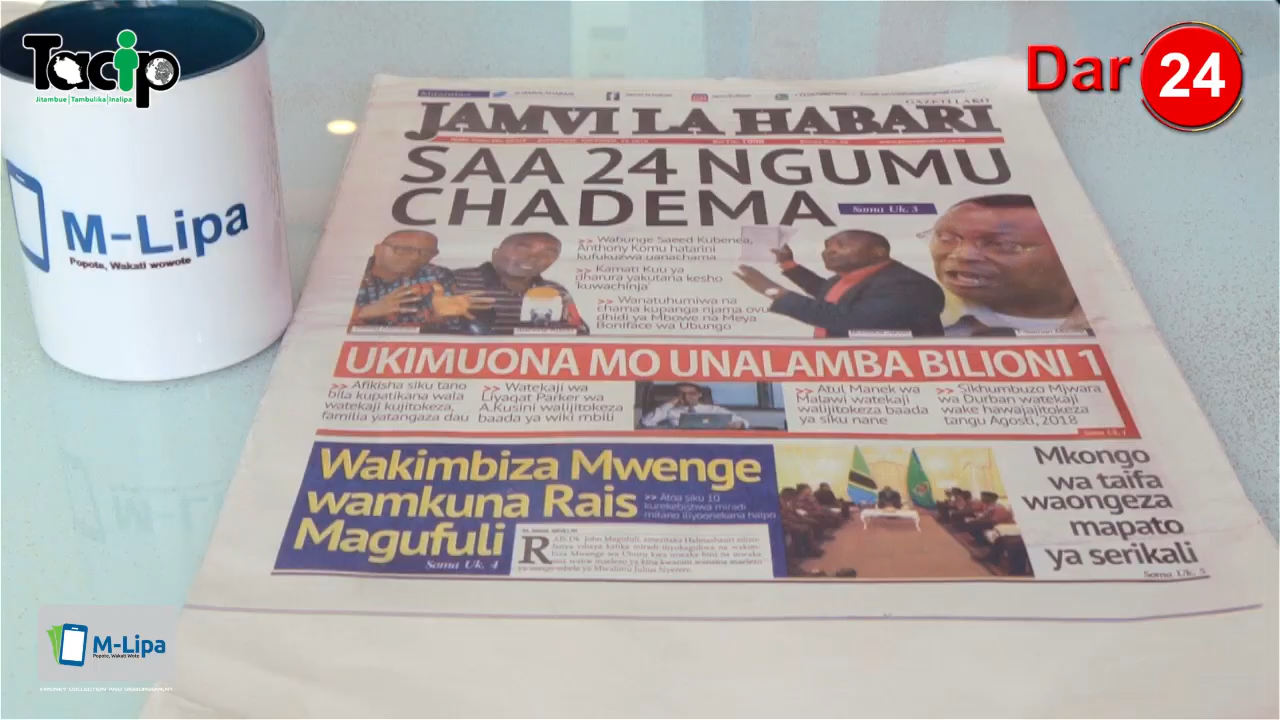 Tacip
Jitambue|Tambulika|Inalipa
Dar 24
M-Lipa
Popote, Wakati wowote
GAZETI LAKO
JAMVI LA HABARI
SAA 24 NGUMU
CHADEMA
Soma Uk. 3
>> Wabunge Saeed Kubenea,
Anthony Komu hatarini
kufukuzwa uanachama
>> Kamati Kuu ya
dharura yakutana kesho
'kuwachinja'
>> Wanatuhumiwa na
chama kupanga njama ovu
dhidi ya Mbowe na Meya
Boniface wa Ubungo
UKIMUONA MO UNALAMBA BILIONI 1
>> Afikisha siku tano
bila kupatikana wala
watekaji kujitokeza,
familia yatangaza dau
>> Watekaji wa
Liyaqat Parker wa
A.Kusini walijitokeza
baada ya wiki mbili
>> Atul Manek wa
Malawi watekaji
walijitokeza baada
ya siku nane
>> Sikhumbuzo Mjwara
wa Durban watekaji
wake hawajajitokeza
tangu Agosti, 2018
Wakimbiza Mwenge
wamkuna Rais
Magufuli
>> Atoa siku 10
kurekebishwa miradi
mitano iliyoonekana haipo
Soma Uk. 4
Mkongo
wa taifa
waongeza
mapato
ya serikali
Soma Uk. 5
M-Lipa
Popote, Wakati Wote